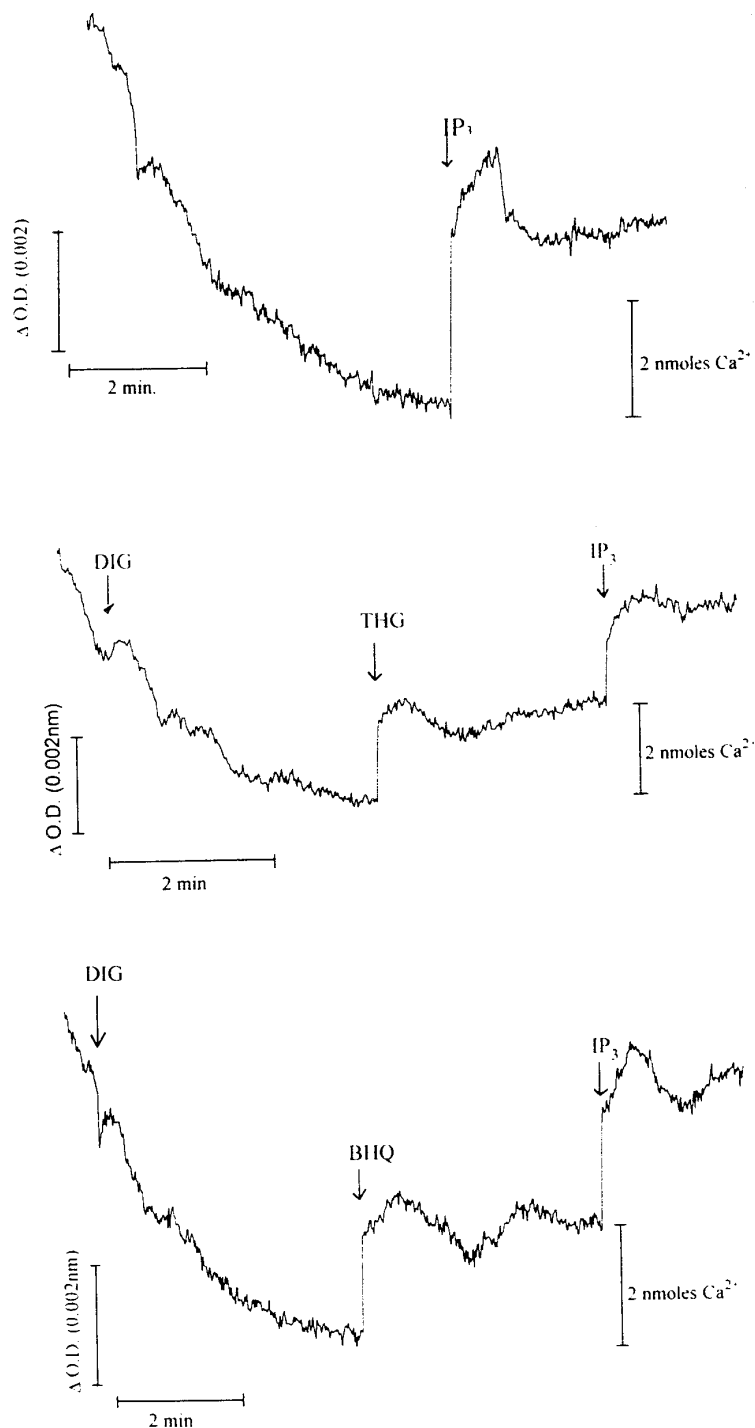 IP₃
Δ O.D. (0.002)
2 nmoles Ca²⁺
2 min.
DIG
IP₃
THG
Δ O.D. (0.002nm)
2 nmoles Ca²⁺
2 min
DIG
IP₃
BHQ
Δ O.D. (0.002nm)
2 nmoles Ca²⁺
2 min